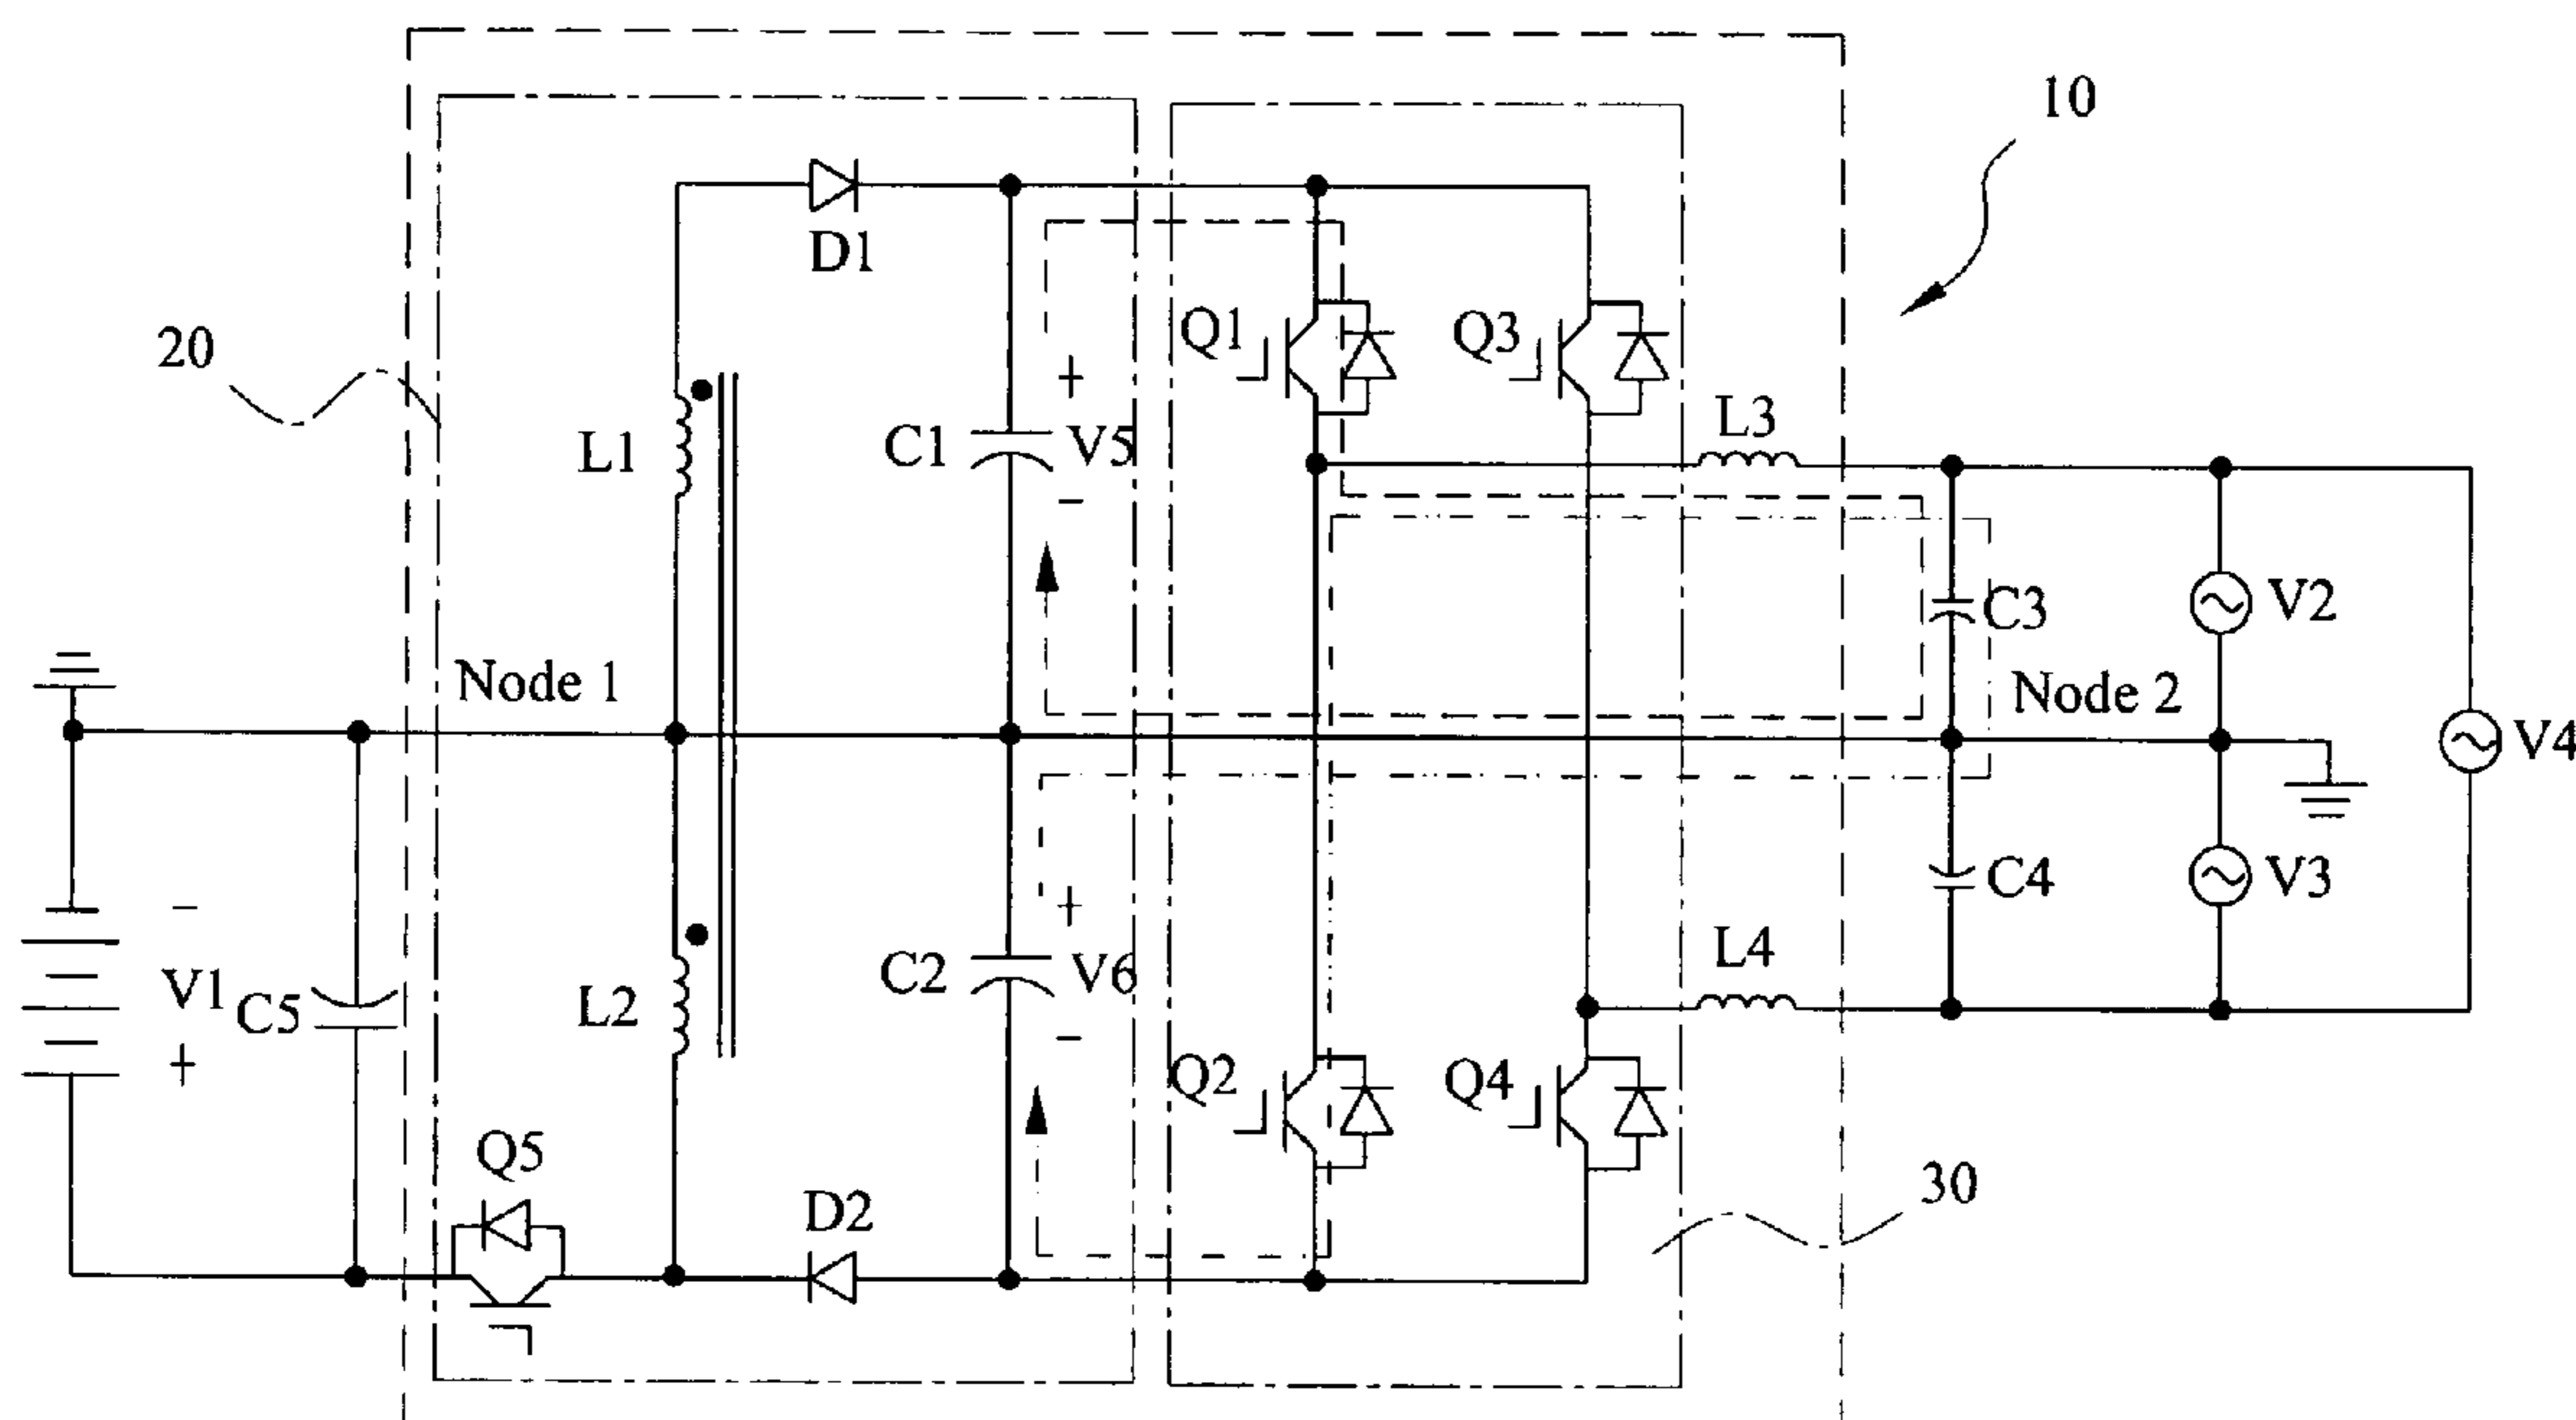 10
D1
Q1
Q3
20
L3
L1
C1
+
V5
−
C3
V2
Node 1
Node 2
V4
C4
V3
−
+
L4
V1
C5
L2
C2
V6
−
+
Q2
Q4
Q5
D2
30